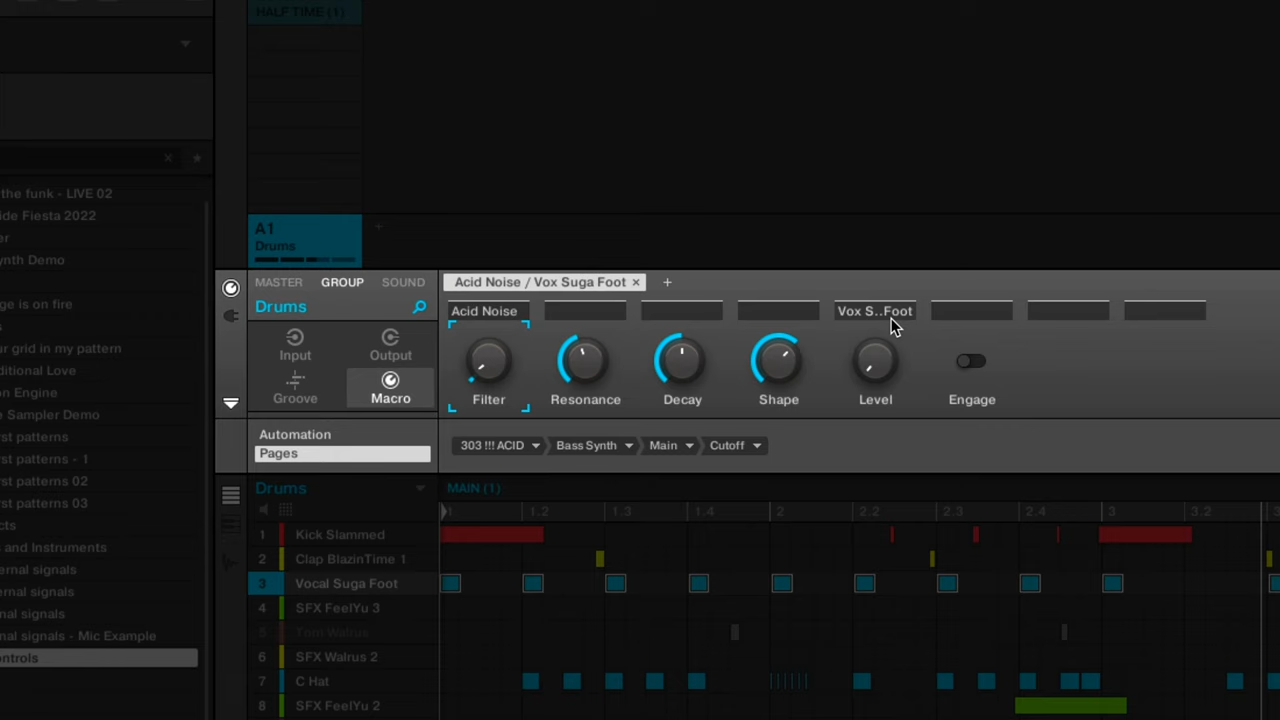 HALF TIME (1)
the funk - LIVE 02
ide Fiesta 2022
er
ynth Demo
ge is on fire
s
ur grid in my pattern
ditional Love
on Engine
e Sampler Demo
rst patterns
rst patterns - 1
rst patterns 02
rst patterns 03
cts
s and Instruments
ernal signals
ernal signals
nal signals
nal signals - Mic Example
ontrols
A1
Drums
MASTER GROUP SOUND
Acid Noise / Vox Suga Foot × +
Drums
Acid Noise
Vox S..Foot
Input Output
Groove Macro
Filter Resonance Decay Shape Level Engage
Automation
Pages
303 !!! ACID Bass Synth Main Cutoff
Drums
MAIN (1)
1 1.2 1.3 1.4 2 2.2 2.3 2.4 3 3.2
1 Kick Slammed
2 Clap BlazinTime 1
3 Vocal Suga Foot
4 SFX FeelYu 3
5 Tom Walrus
6 SFX Walrus 2
7 C Hat
8 SFX FeelYu 2